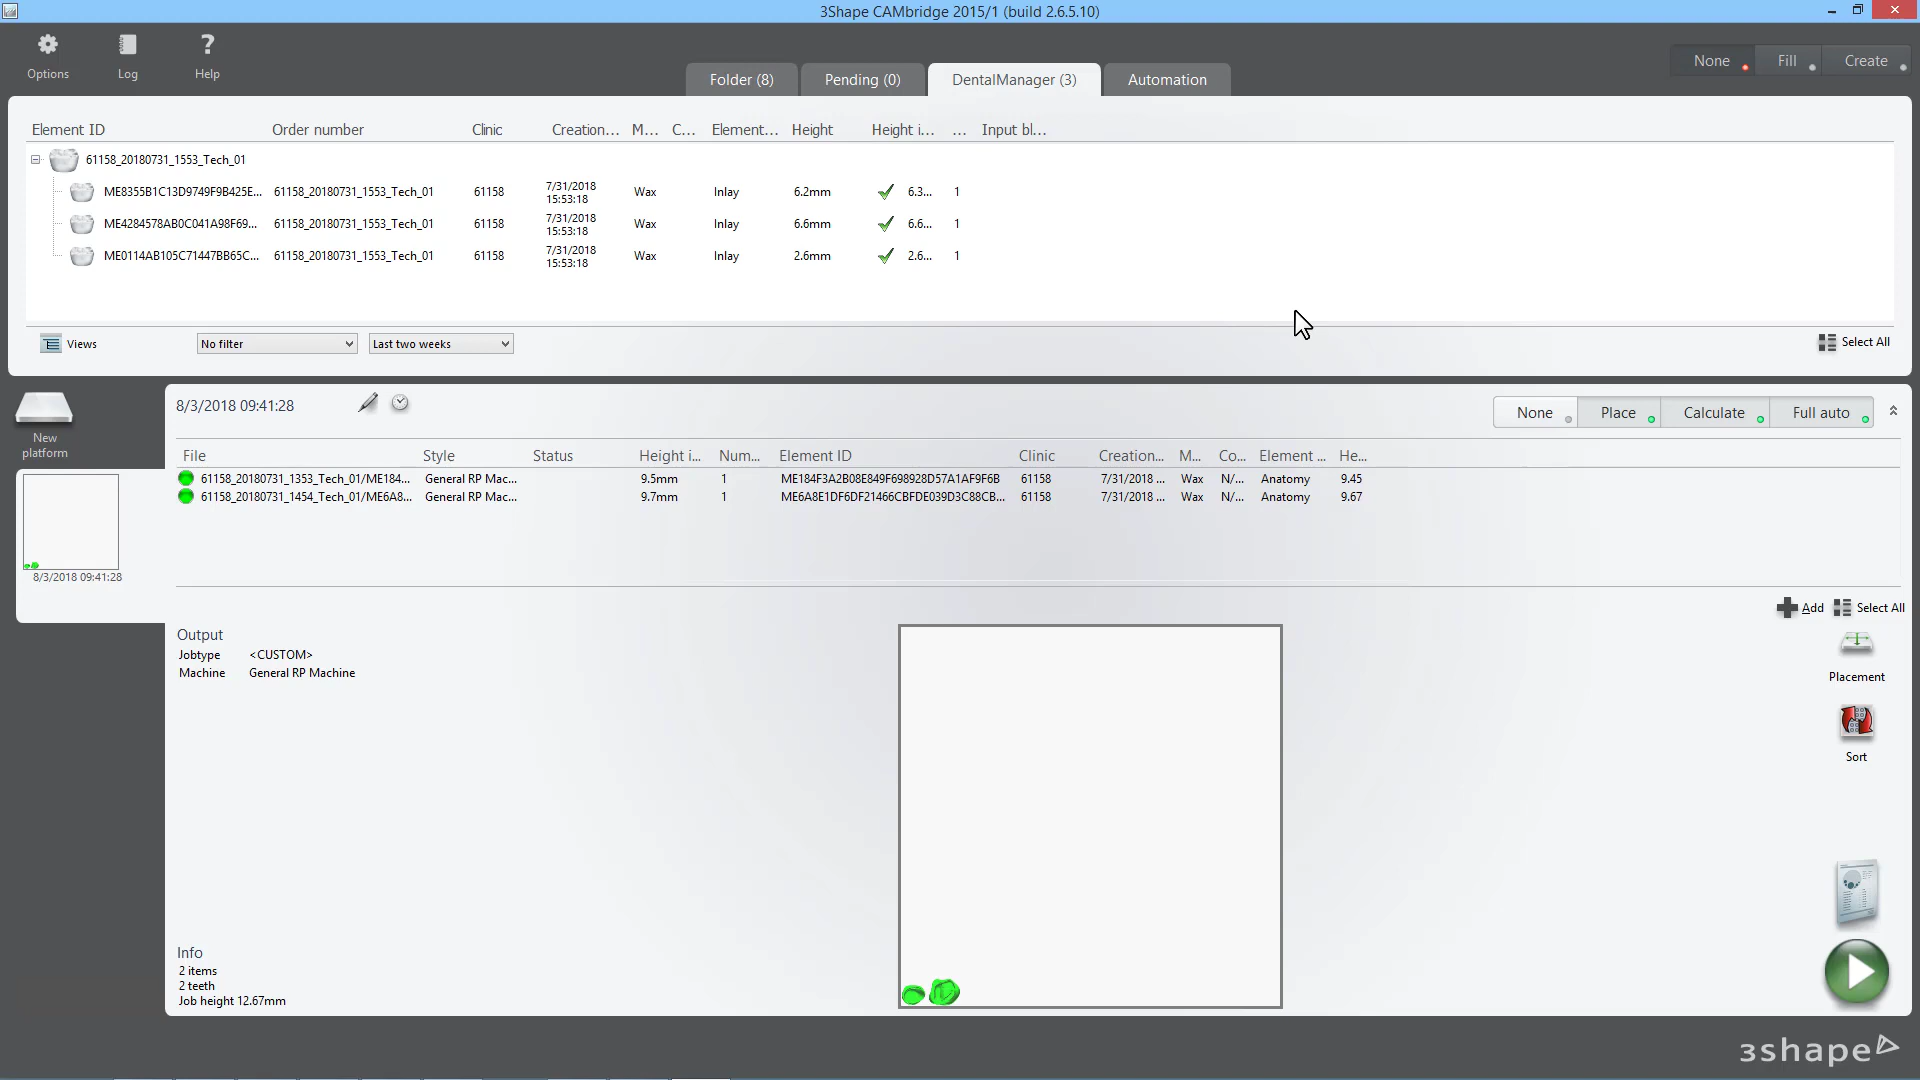 3Shape CAMbridge 2015/1 (build 2.6.5.10)
Options
Log
Help
Folder (8)
Pending (0)
DentalManager (3)
Automation
None
Fill
Create
Element ID Order number Clinic Creation... M... C... Element... Height Height i... ... Input bl...
61158_20180731_1553_Tech_01
ME8355B1C13D9749F9B425E... 61158_20180731_1553_Tech_01 61158 7/31/2018 15:53:18 Wax Inlay 6.2mm 6.3... 1
ME4284578AB0C041A98F69... 61158_20180731_1553_Tech_01 61158 7/31/2018 15:53:18 Wax Inlay 6.6mm 6.6... 1
ME0114AB105C71447BB65C... 61158_20180731_1553_Tech_01 61158 7/31/2018 15:53:18 Wax Inlay 2.6mm 2.6... 1
Views
No filter
Last two weeks
Select All
New
platform
8/3/2018 09:41:28
8/3/2018 09:41:28
None
Place
Calculate
Full auto
File Style Status Height i... Num... Element ID Clinic Creation... M... Co... Element ... He...
61158_20180731_1353_Tech_01/ME184... General RP Mac... 9.5mm 1 ME184F3A2B08E849F698928D57A1AF9F6B 61158 7/31/2018 ... Wax N/... Anatomy 9.45
61158_20180731_1454_Tech_01/ME6A8... General RP Mac... 9.7mm 1 ME6A8E1DF6DF21466CBFDE039D3C88CB... 61158 7/31/2018 ... Wax N/... Anatomy 9.67
Add
Select All
Output
Jobtype <CUSTOM>
Machine General RP Machine
Placement
Sort
Info
2 items
2 teeth
Job height 12.67mm
3shape